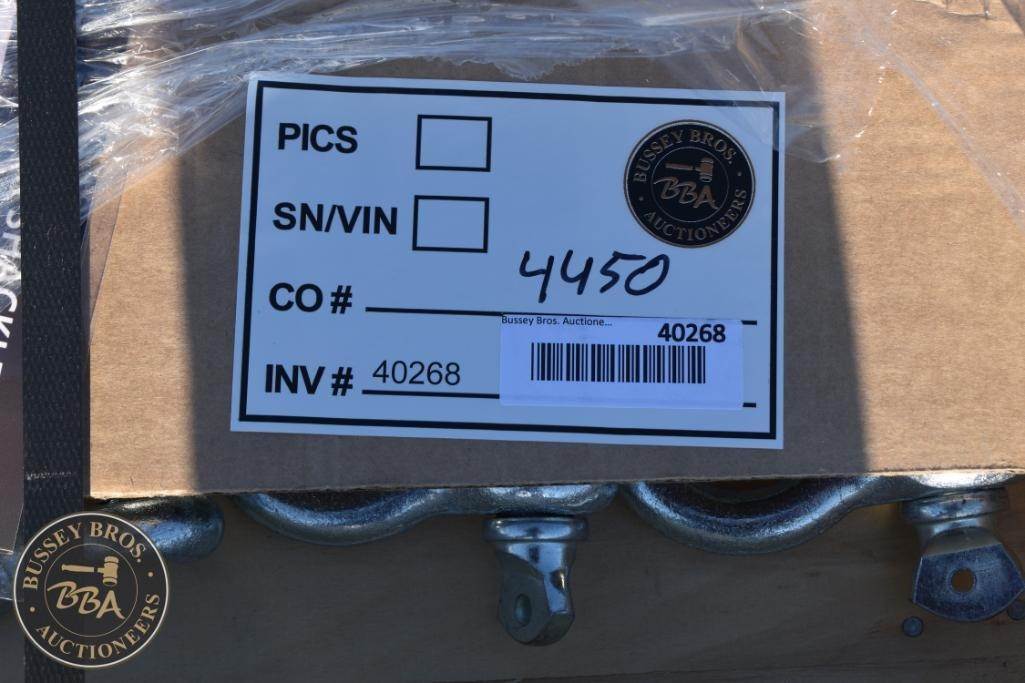 PICS
SN/VIN
4450
CO #
Bussey Bros. Auctione...
40268
INV # 40268
BUSSEY BROS.
BBA
AUCTIONEERS
BUSSEY BROS.
BBA
AUCTIONEERS